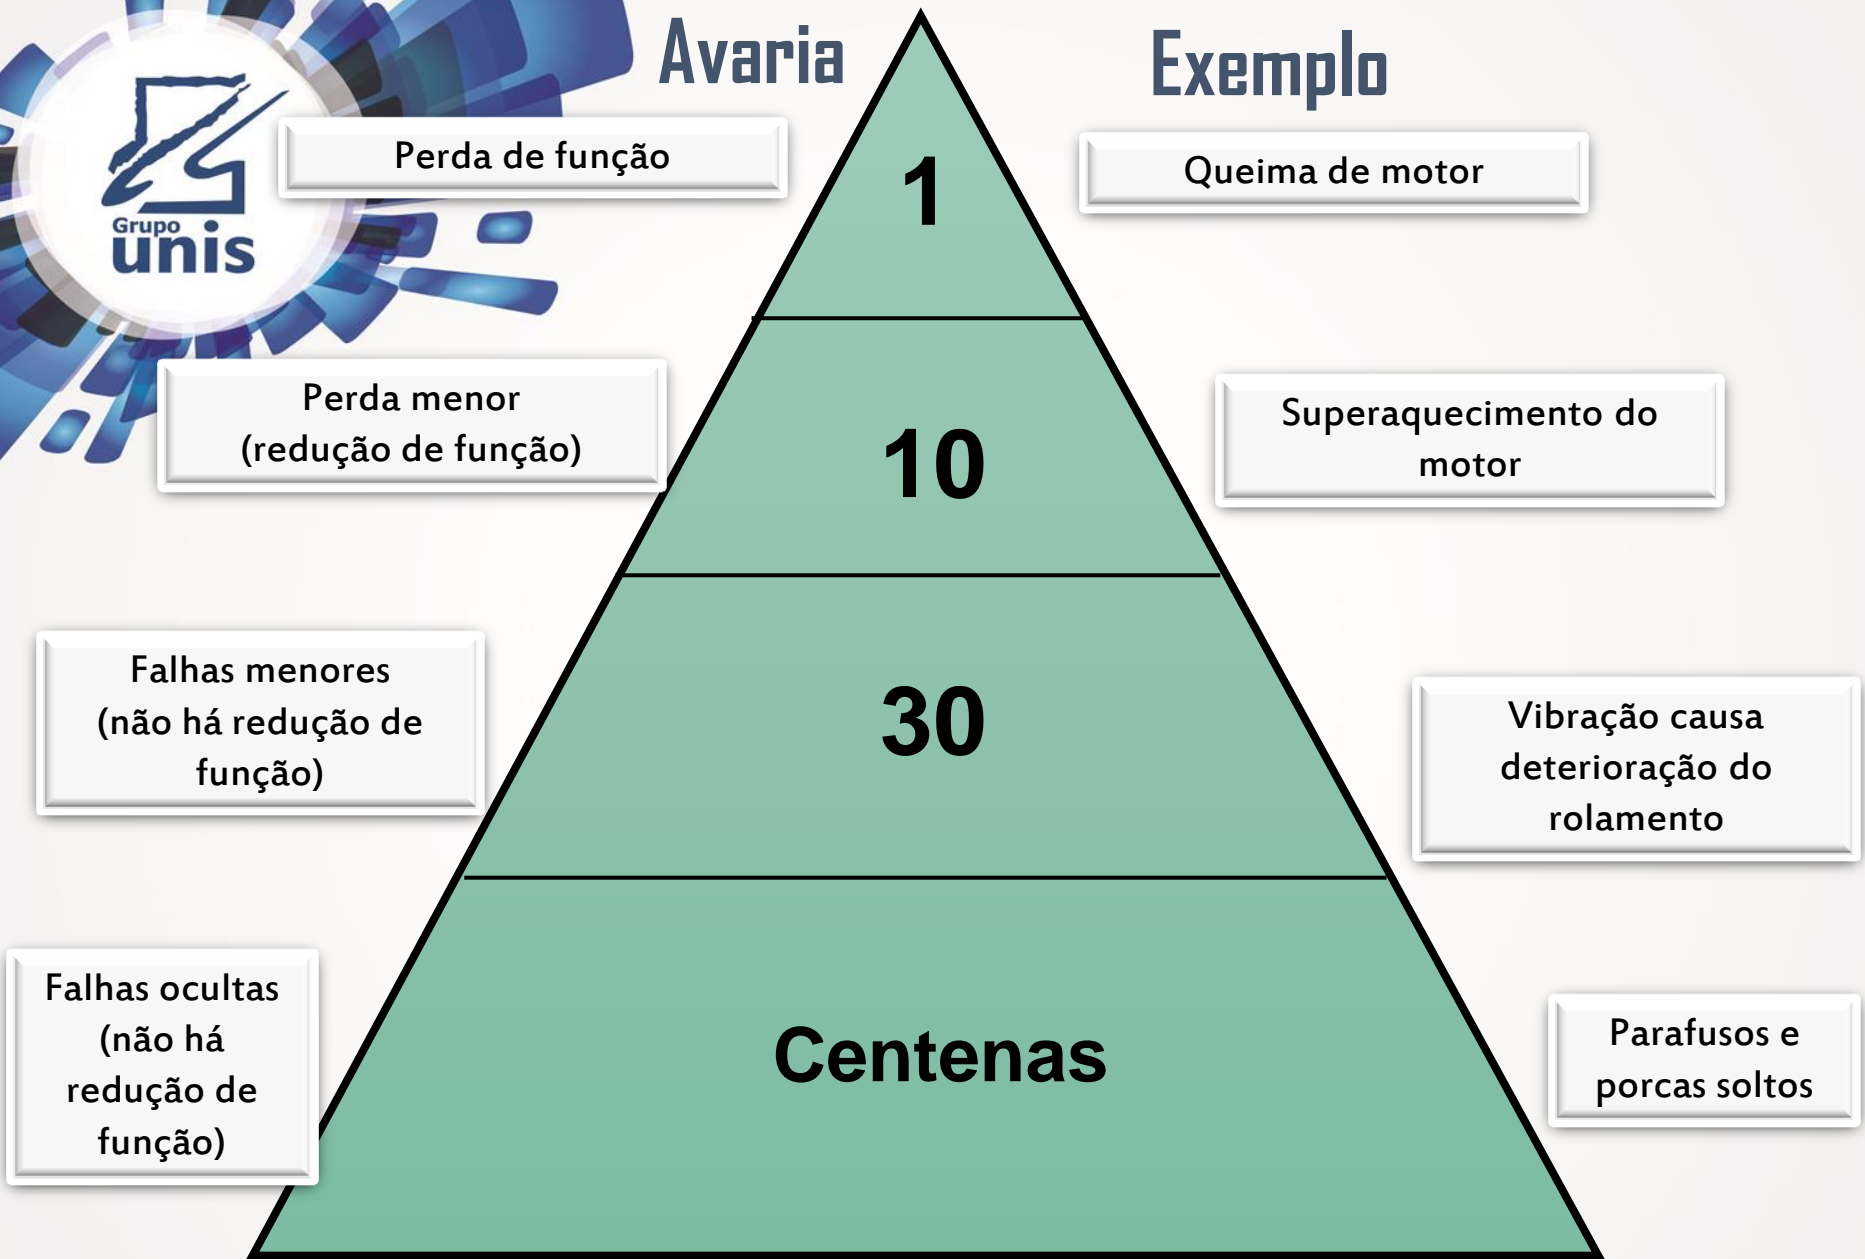 Avaria
Exemplo
Grupo
unis
Perda de função
1
Queima de motor
Perda menor
(redução de função)
10
Superaquecimento do
motor
Falhas menores
(não há redução de
função)
30
Vibração causa
deterioração do
rolamento
Falhas ocultas
(não há
redução de
função)
Centenas
Parafusos e
porcas soltos